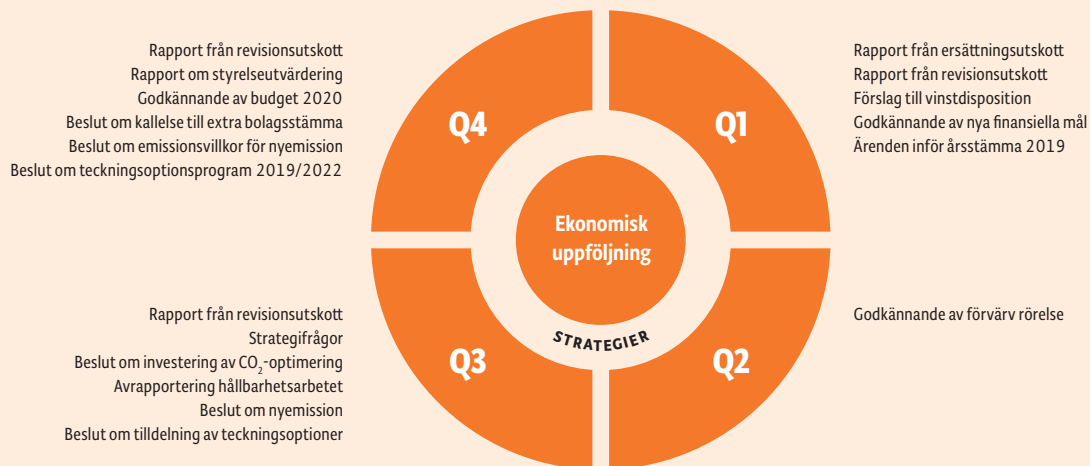 Rapport från revisionsutskott
Rapport om styrelseutvärdering
Godkännande av budget 2020
Beslut om kallelse till extra bolagsstämma
Beslut om emissionsvillkor för nyemission
Beslut om teckningsoptionsprogram 2019/2022
Q4
Q1
Rapport från ersättningsutskott
Rapport från revisionsutskott
Förslag till vinstdisposition
Godkännande av nya finansiella mål
Ärenden inför årsstämma 2019
Ekonomisk
uppföljning
STRATEGIER
Rapport från revisionsutskott
Strategifrågor
Beslut om investering av CO₂-optimering
Avrapportering hållbarhetsarbetet
Beslut om nyemission
Beslut om tilldelning av teckningsoptioner
Q3
Q2
Godkännande av förvärv rörelse